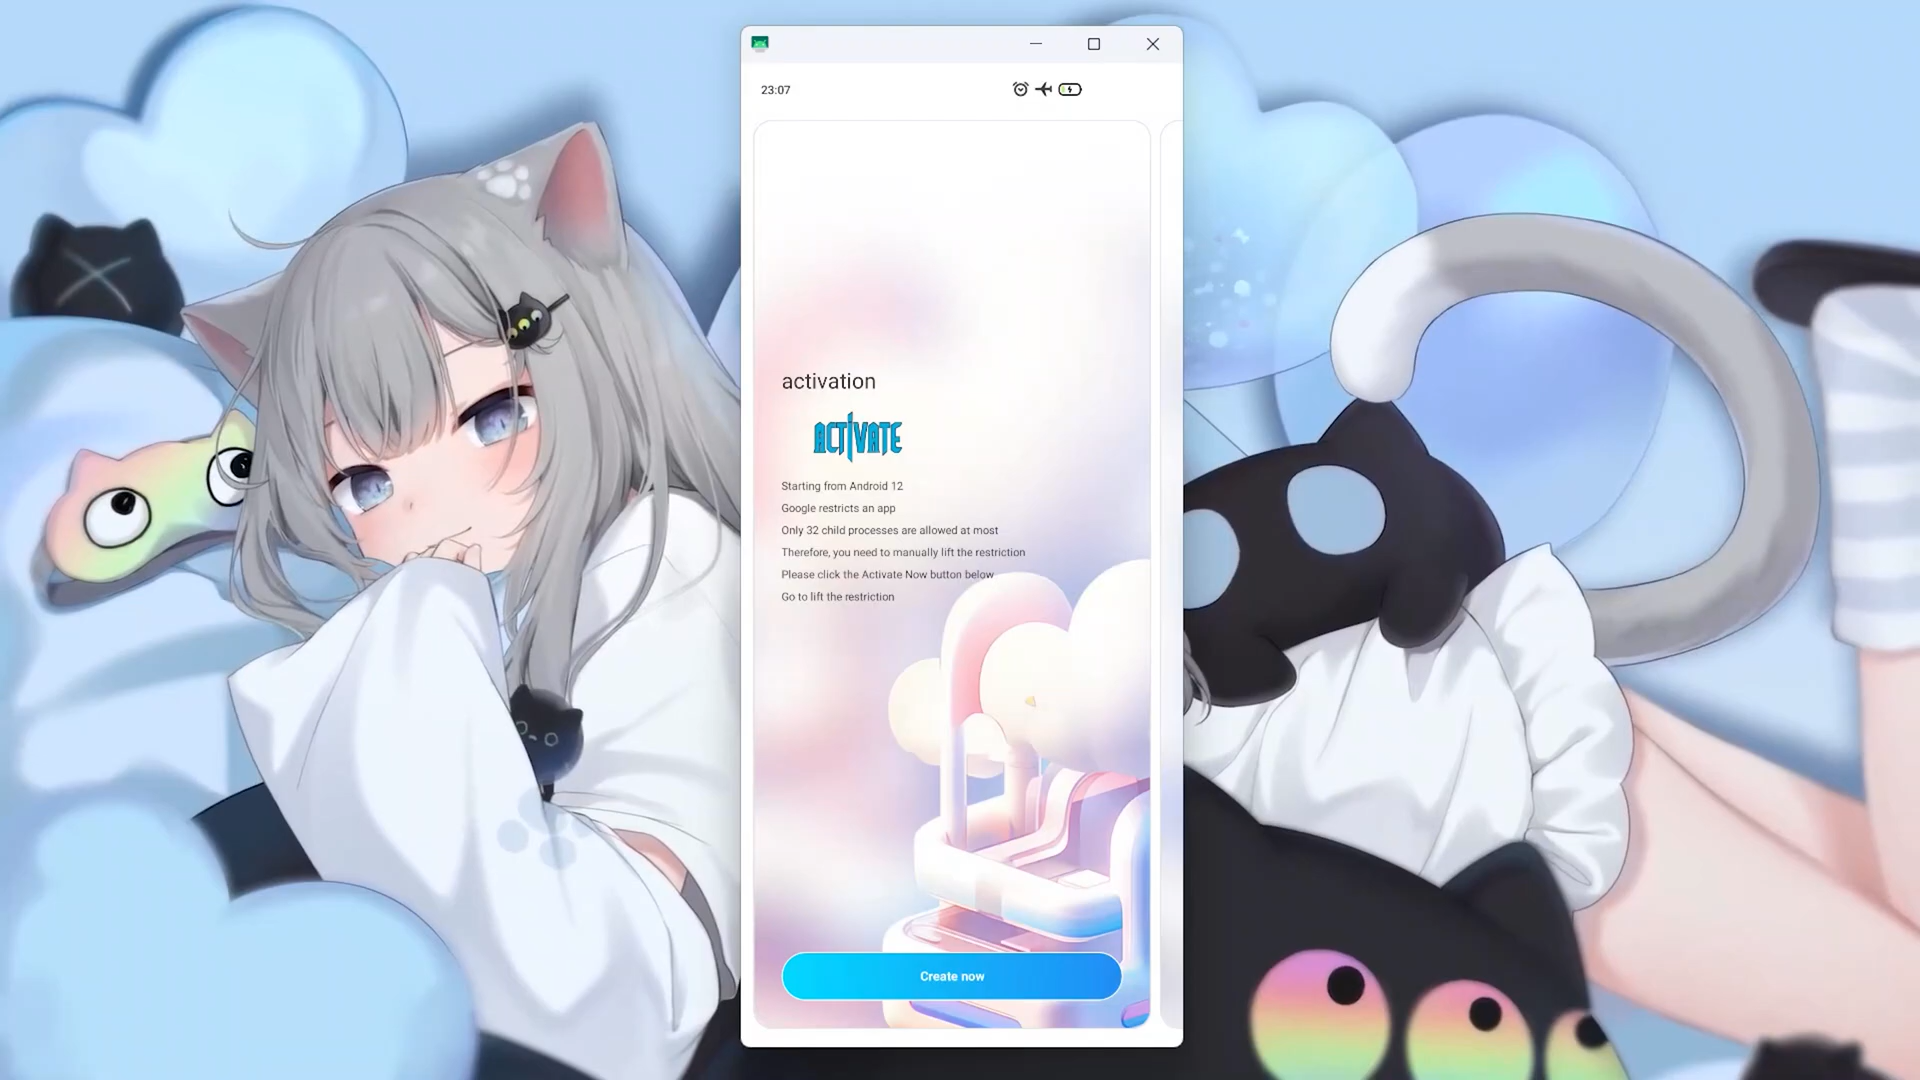 23:07
activation
ACTIVATE
Starting from Android 12
Google restricts an app
Only 32 child processes are allowed at most
Therefore, you need to manually lift the restriction
Please click the Activate Now button below
Go to lift the restriction
Create now